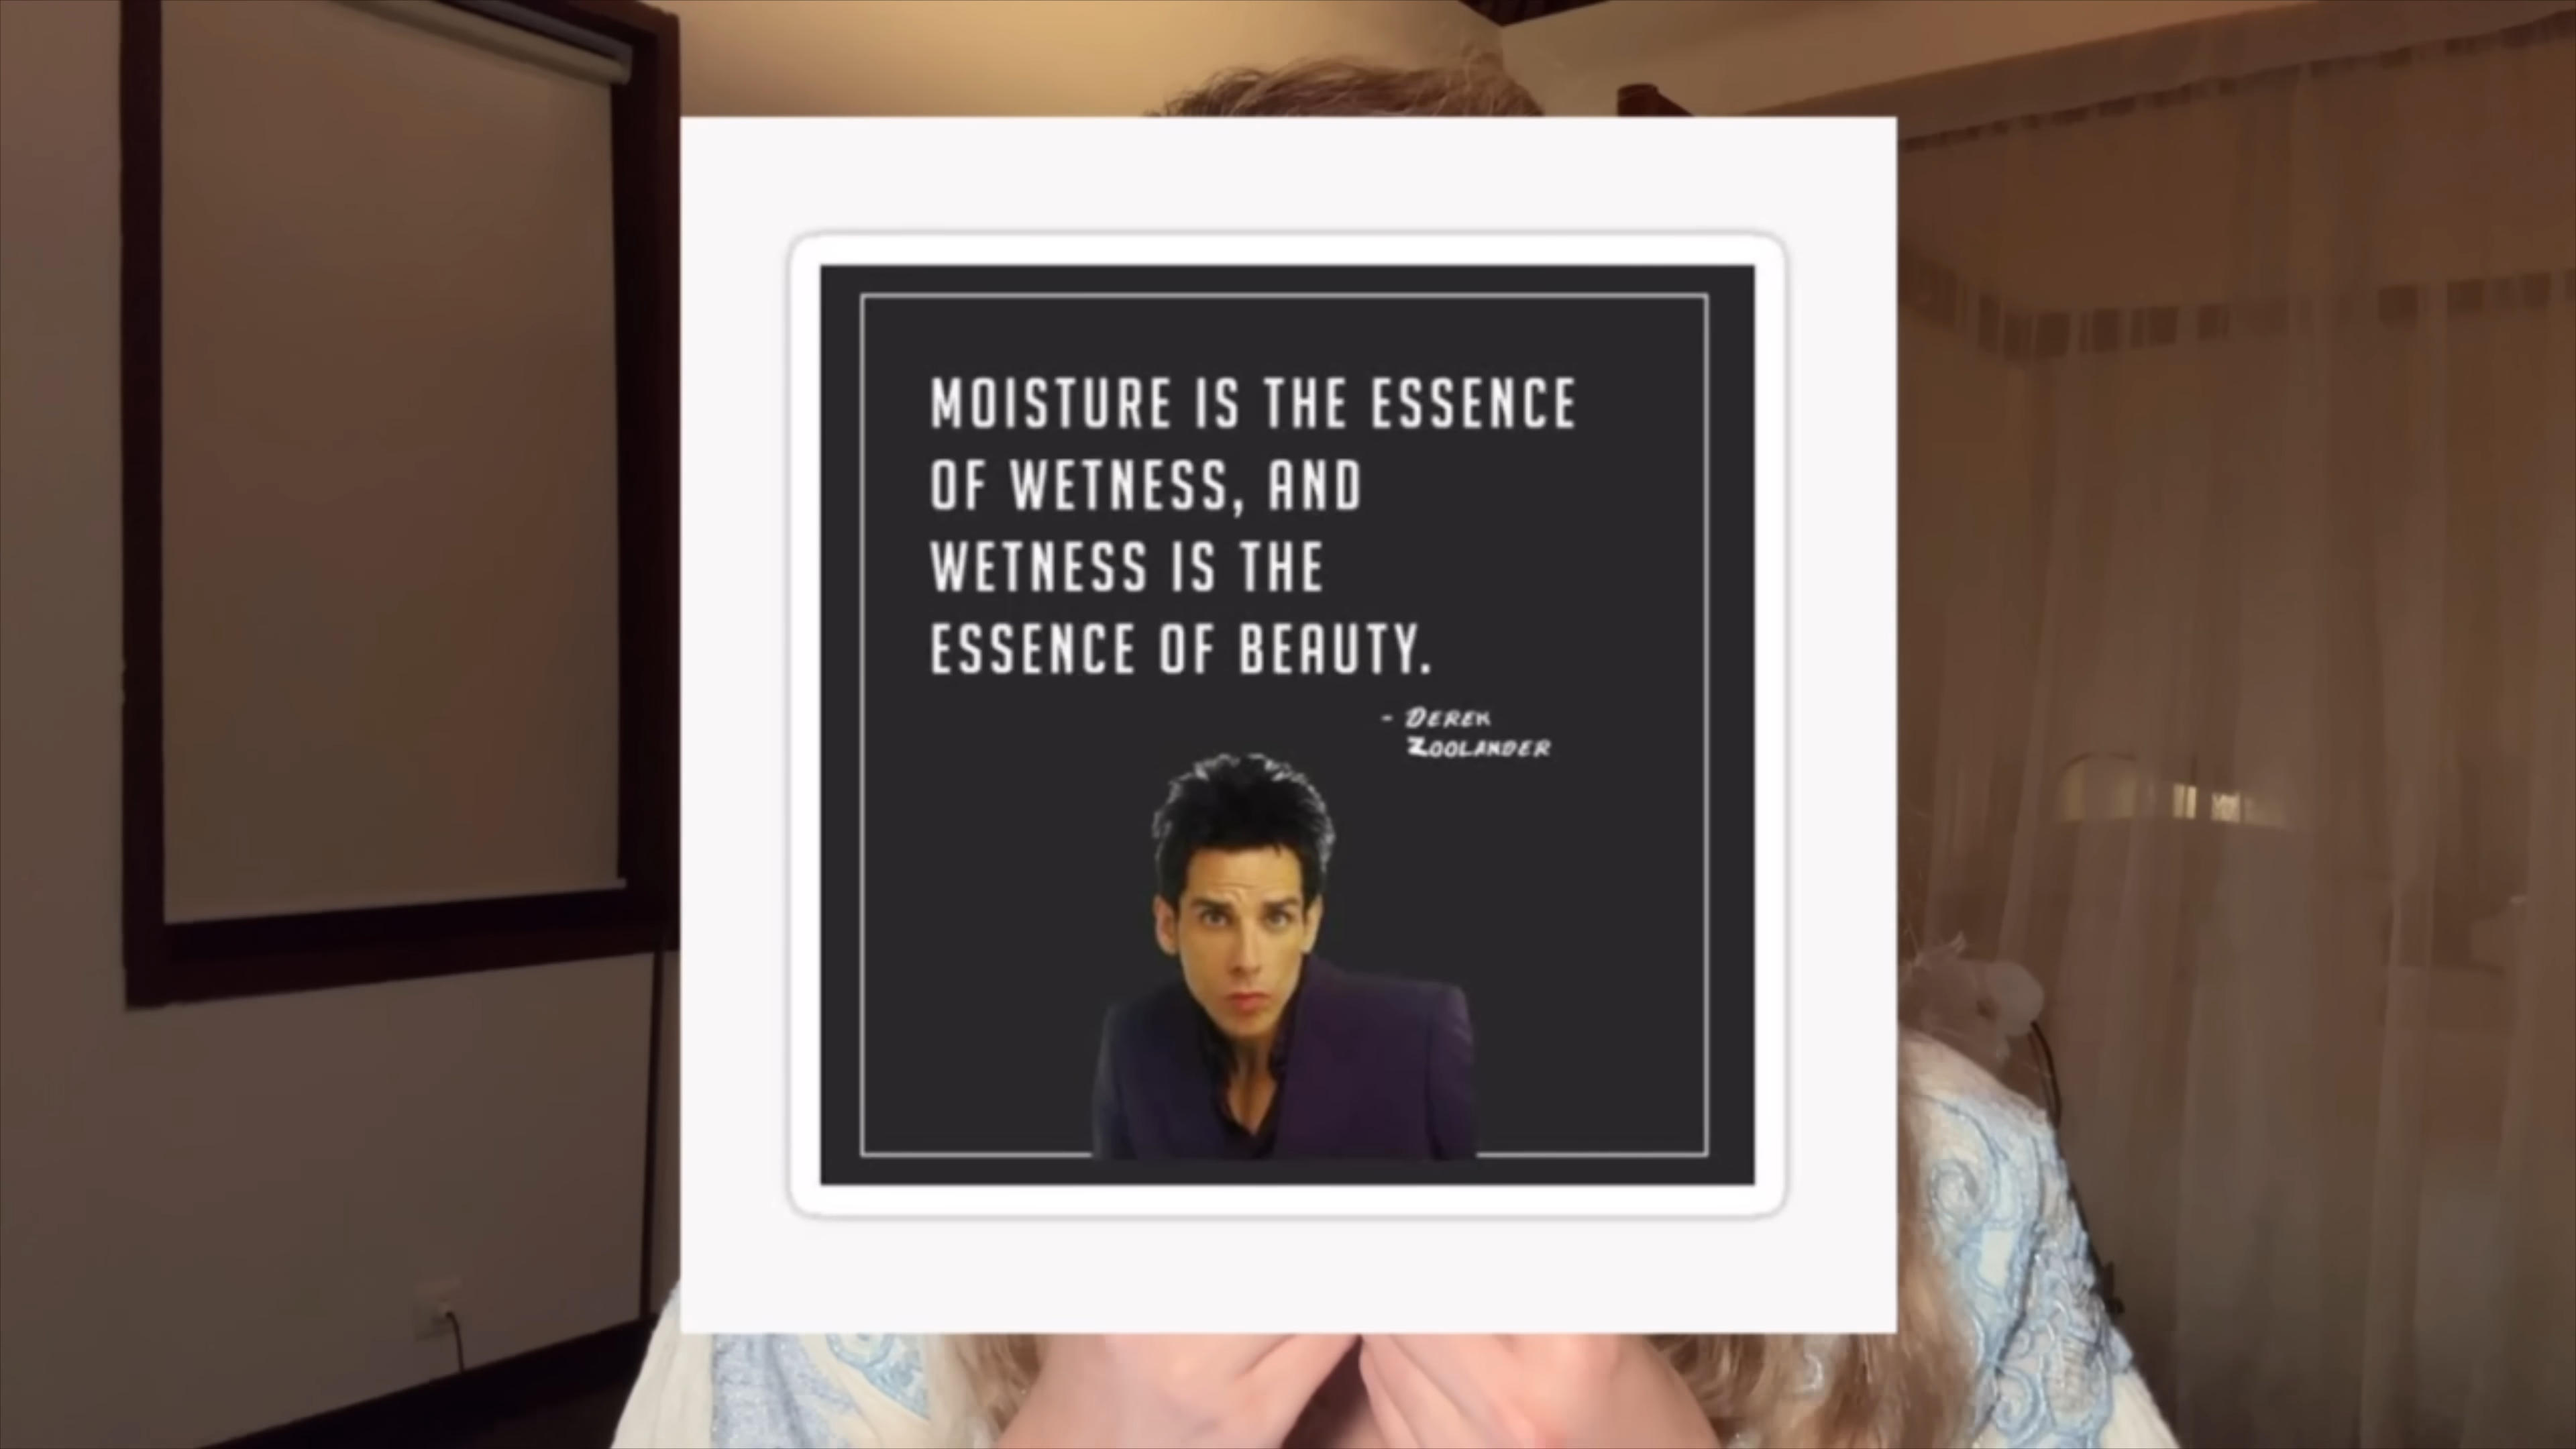 MOISTURE IS THE ESSENCE
OF WETNESS, AND
WETNESS IS THE
ESSENCE OF BEAUTY.
- DEREK
ZOOLANDER